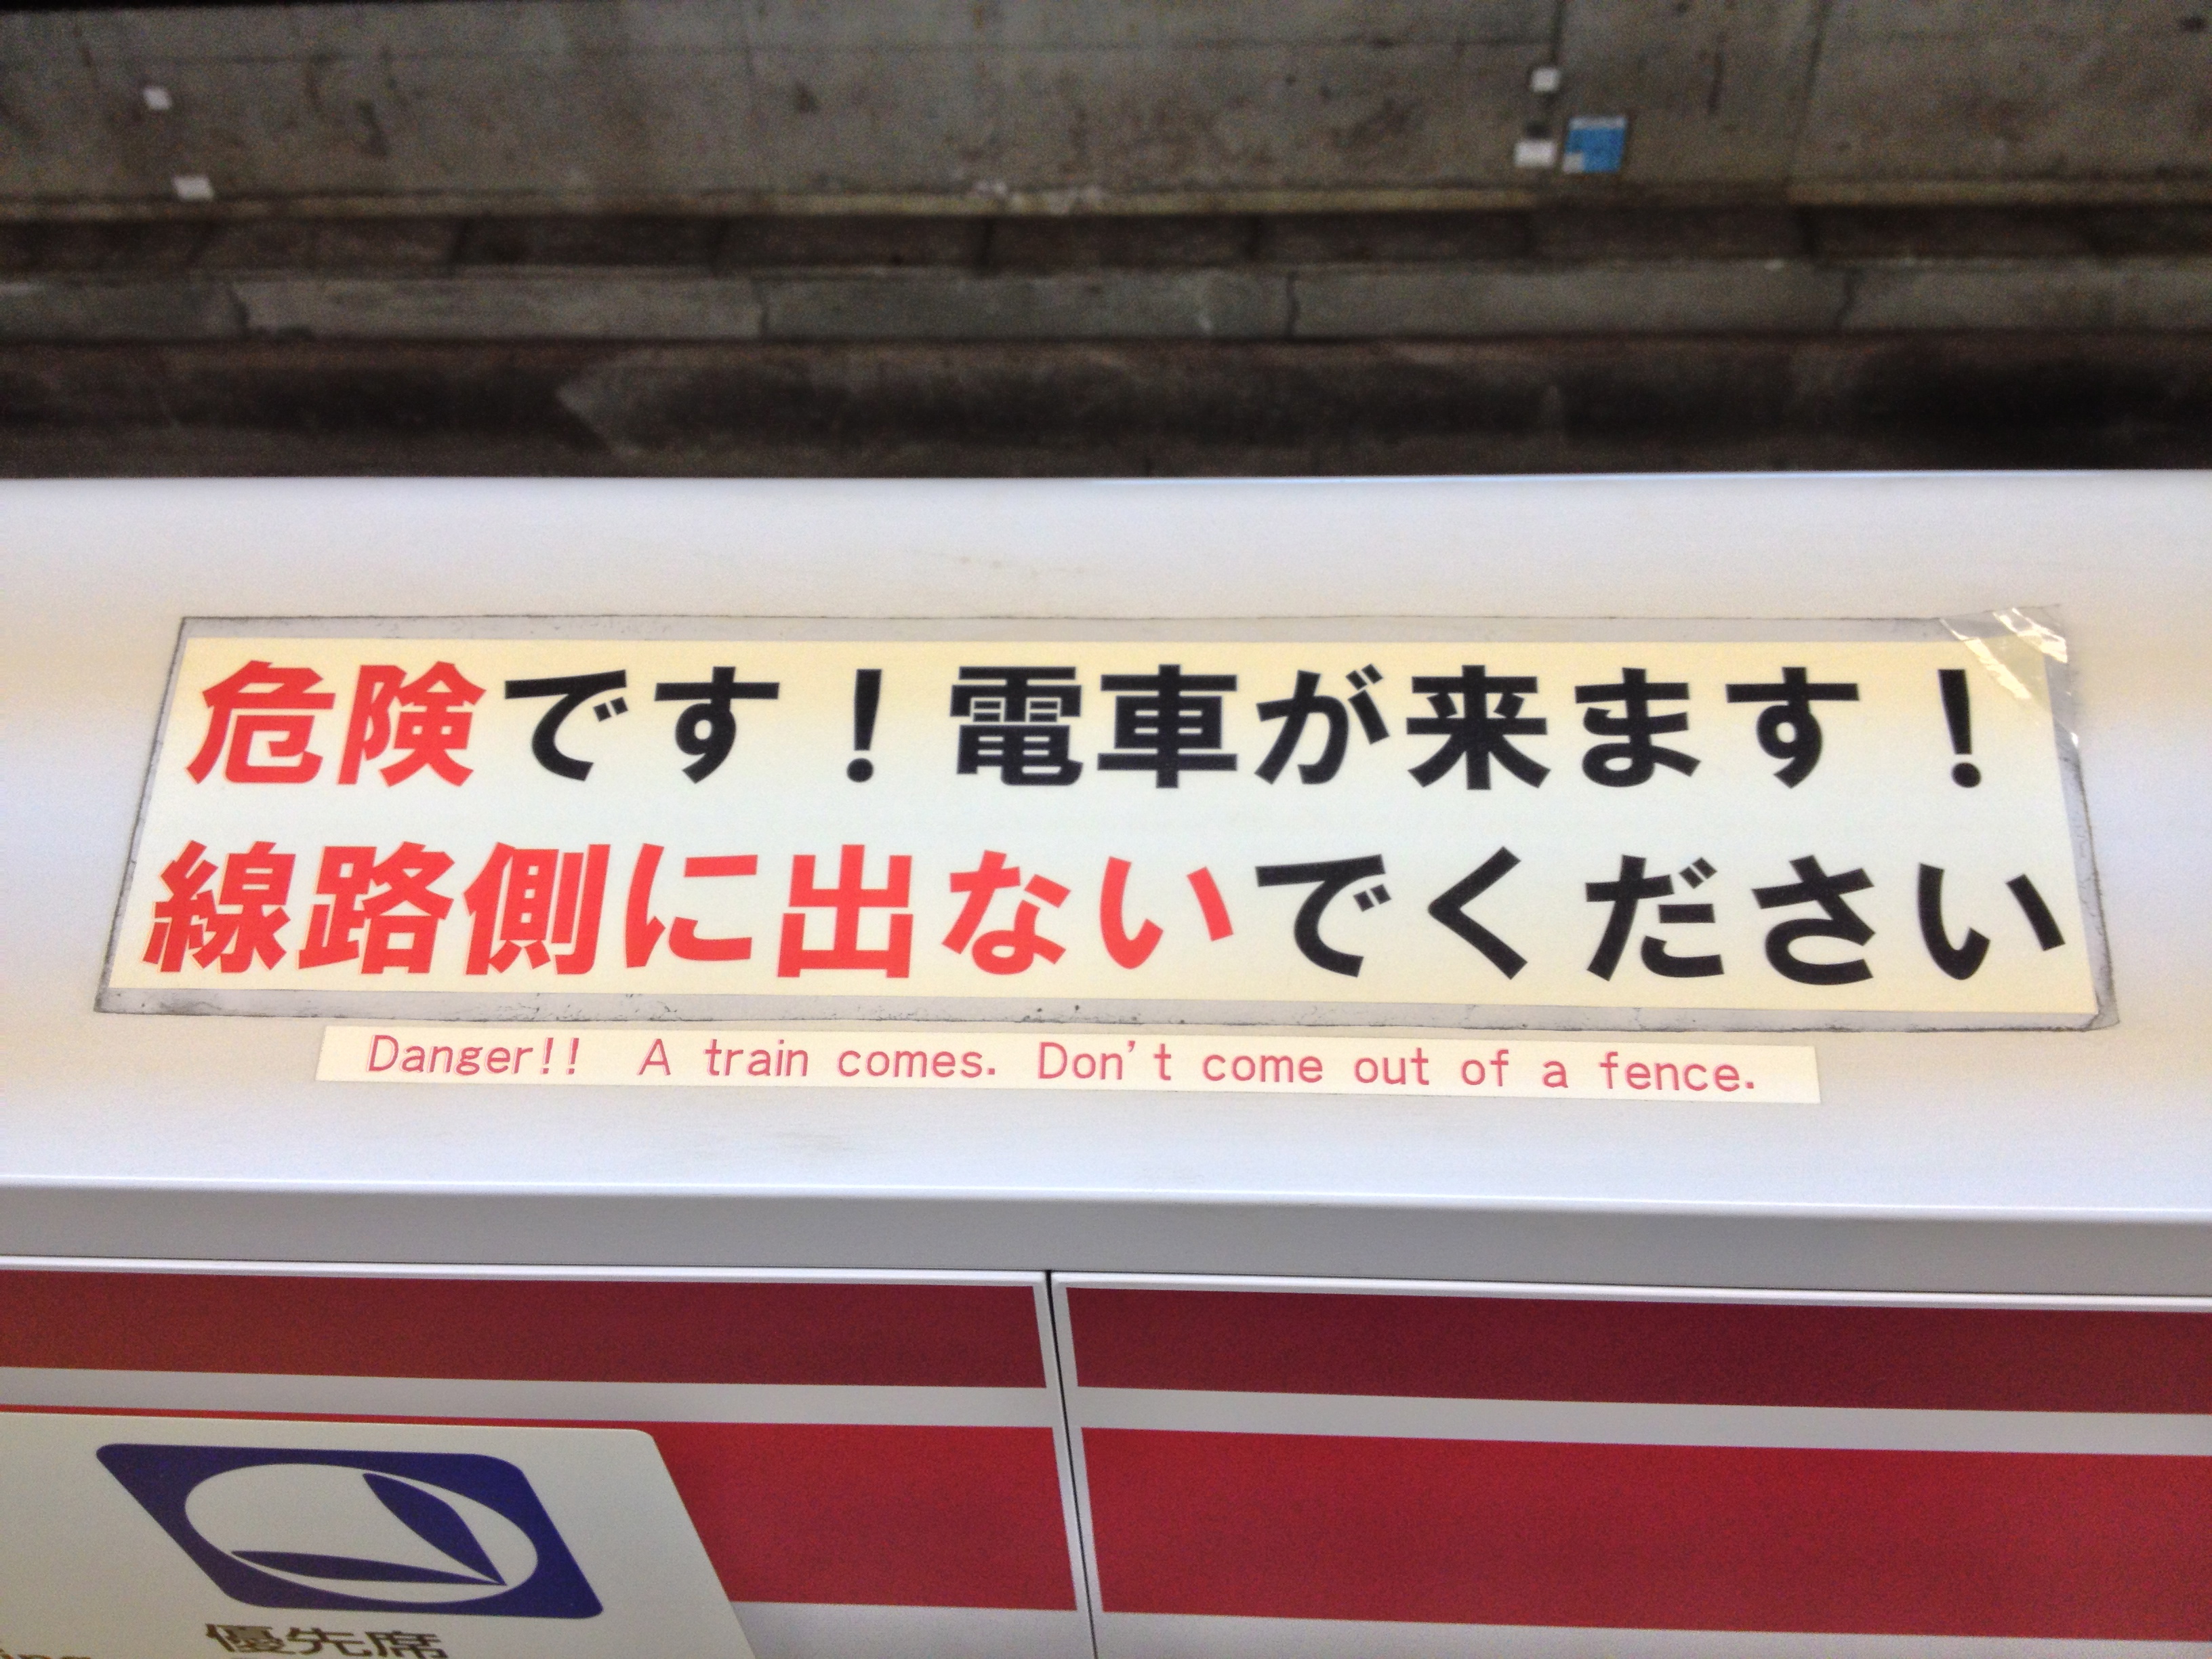 危険です！電車が来ます！
線路側に出ないでください
Danger!! A train comes. Don't come out of a fence.
優先席